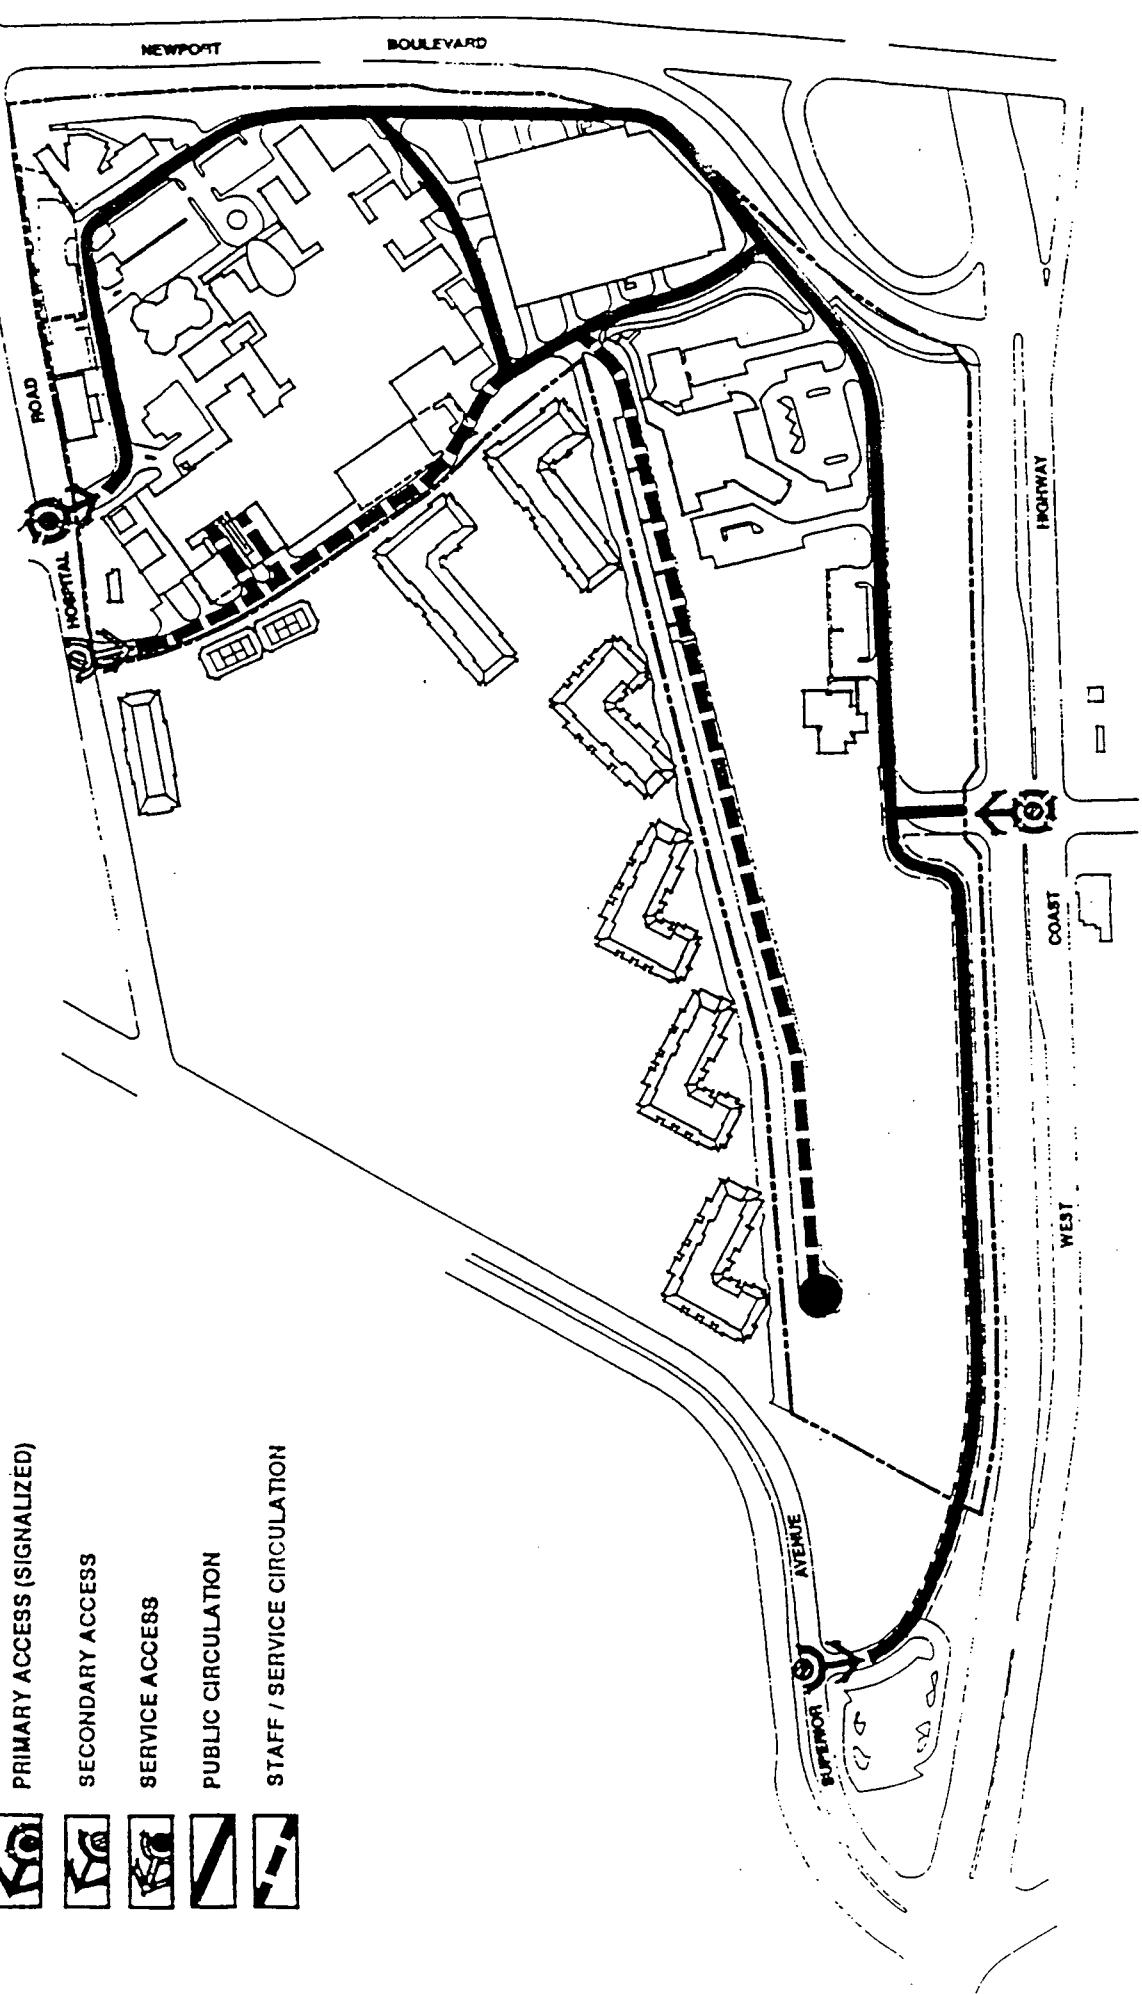 NEWPORT BOULEVARD
ROAD
HOSPITAL
HIGHWAY
COAST
WEST
AVENUE
SUPERIOR
PRIMARY ACCESS (SIGNALIZED)
SECONDARY ACCESS
SERVICE ACCESS
PUBLIC CIRCULATION
STAFF / SERVICE CIRCULATION